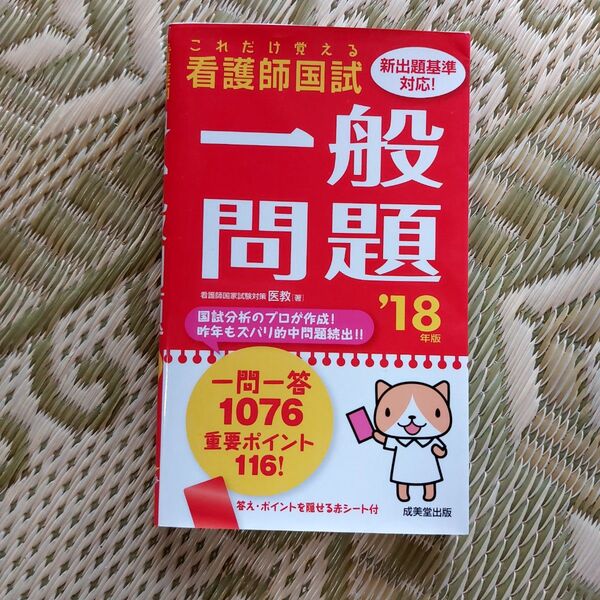 これだけ覚える
看護師国試
新出題基準
対応!
一般
問題
看護師国家試験対策 医教[著]
'18
年版
国試分析のプロが作成!
昨年もズバリ的中問題続出!!
一問一答
1076
重要ポイント
116!
答え・ポイントを隠せる赤シート付
成美堂出版